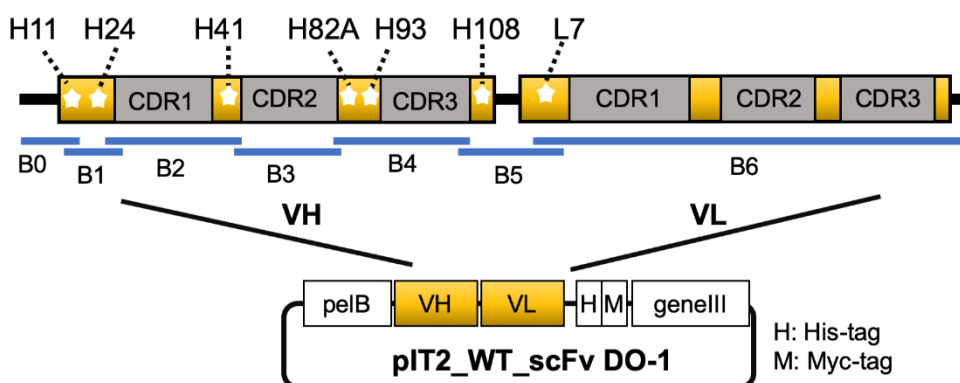 H11 H24 H41 H82A H93 H108 L7
CDR1 CDR2 CDR3 CDR1 CDR2 CDR3
B0 B1 B2 B3 B4 B5 B6
VH VL
pelB VH VL H M geneIII
pIT2_WT_scFv DO-1
H: His-tag
M: Myc-tag